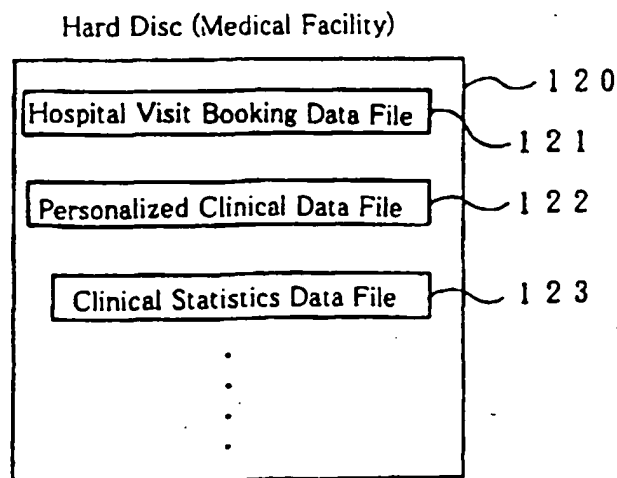 Hard Disc (Medical Facility)
120
Hospital Visit Booking Data File
121
Personalized Clinical Data File
122
Clinical Statistics Data File
123